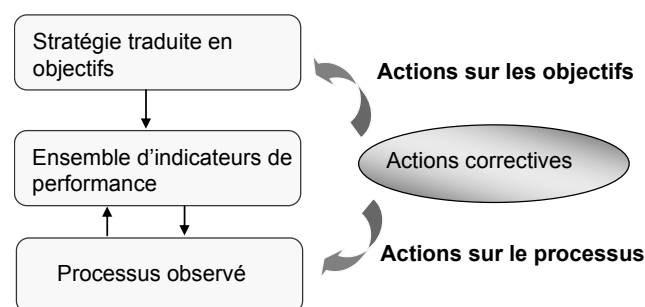 Stratégie traduite en
objectifs
Actions sur les objectifs
Ensemble d'indicateurs de
performance
Actions correctives
Processus observé
Actions sur le processus